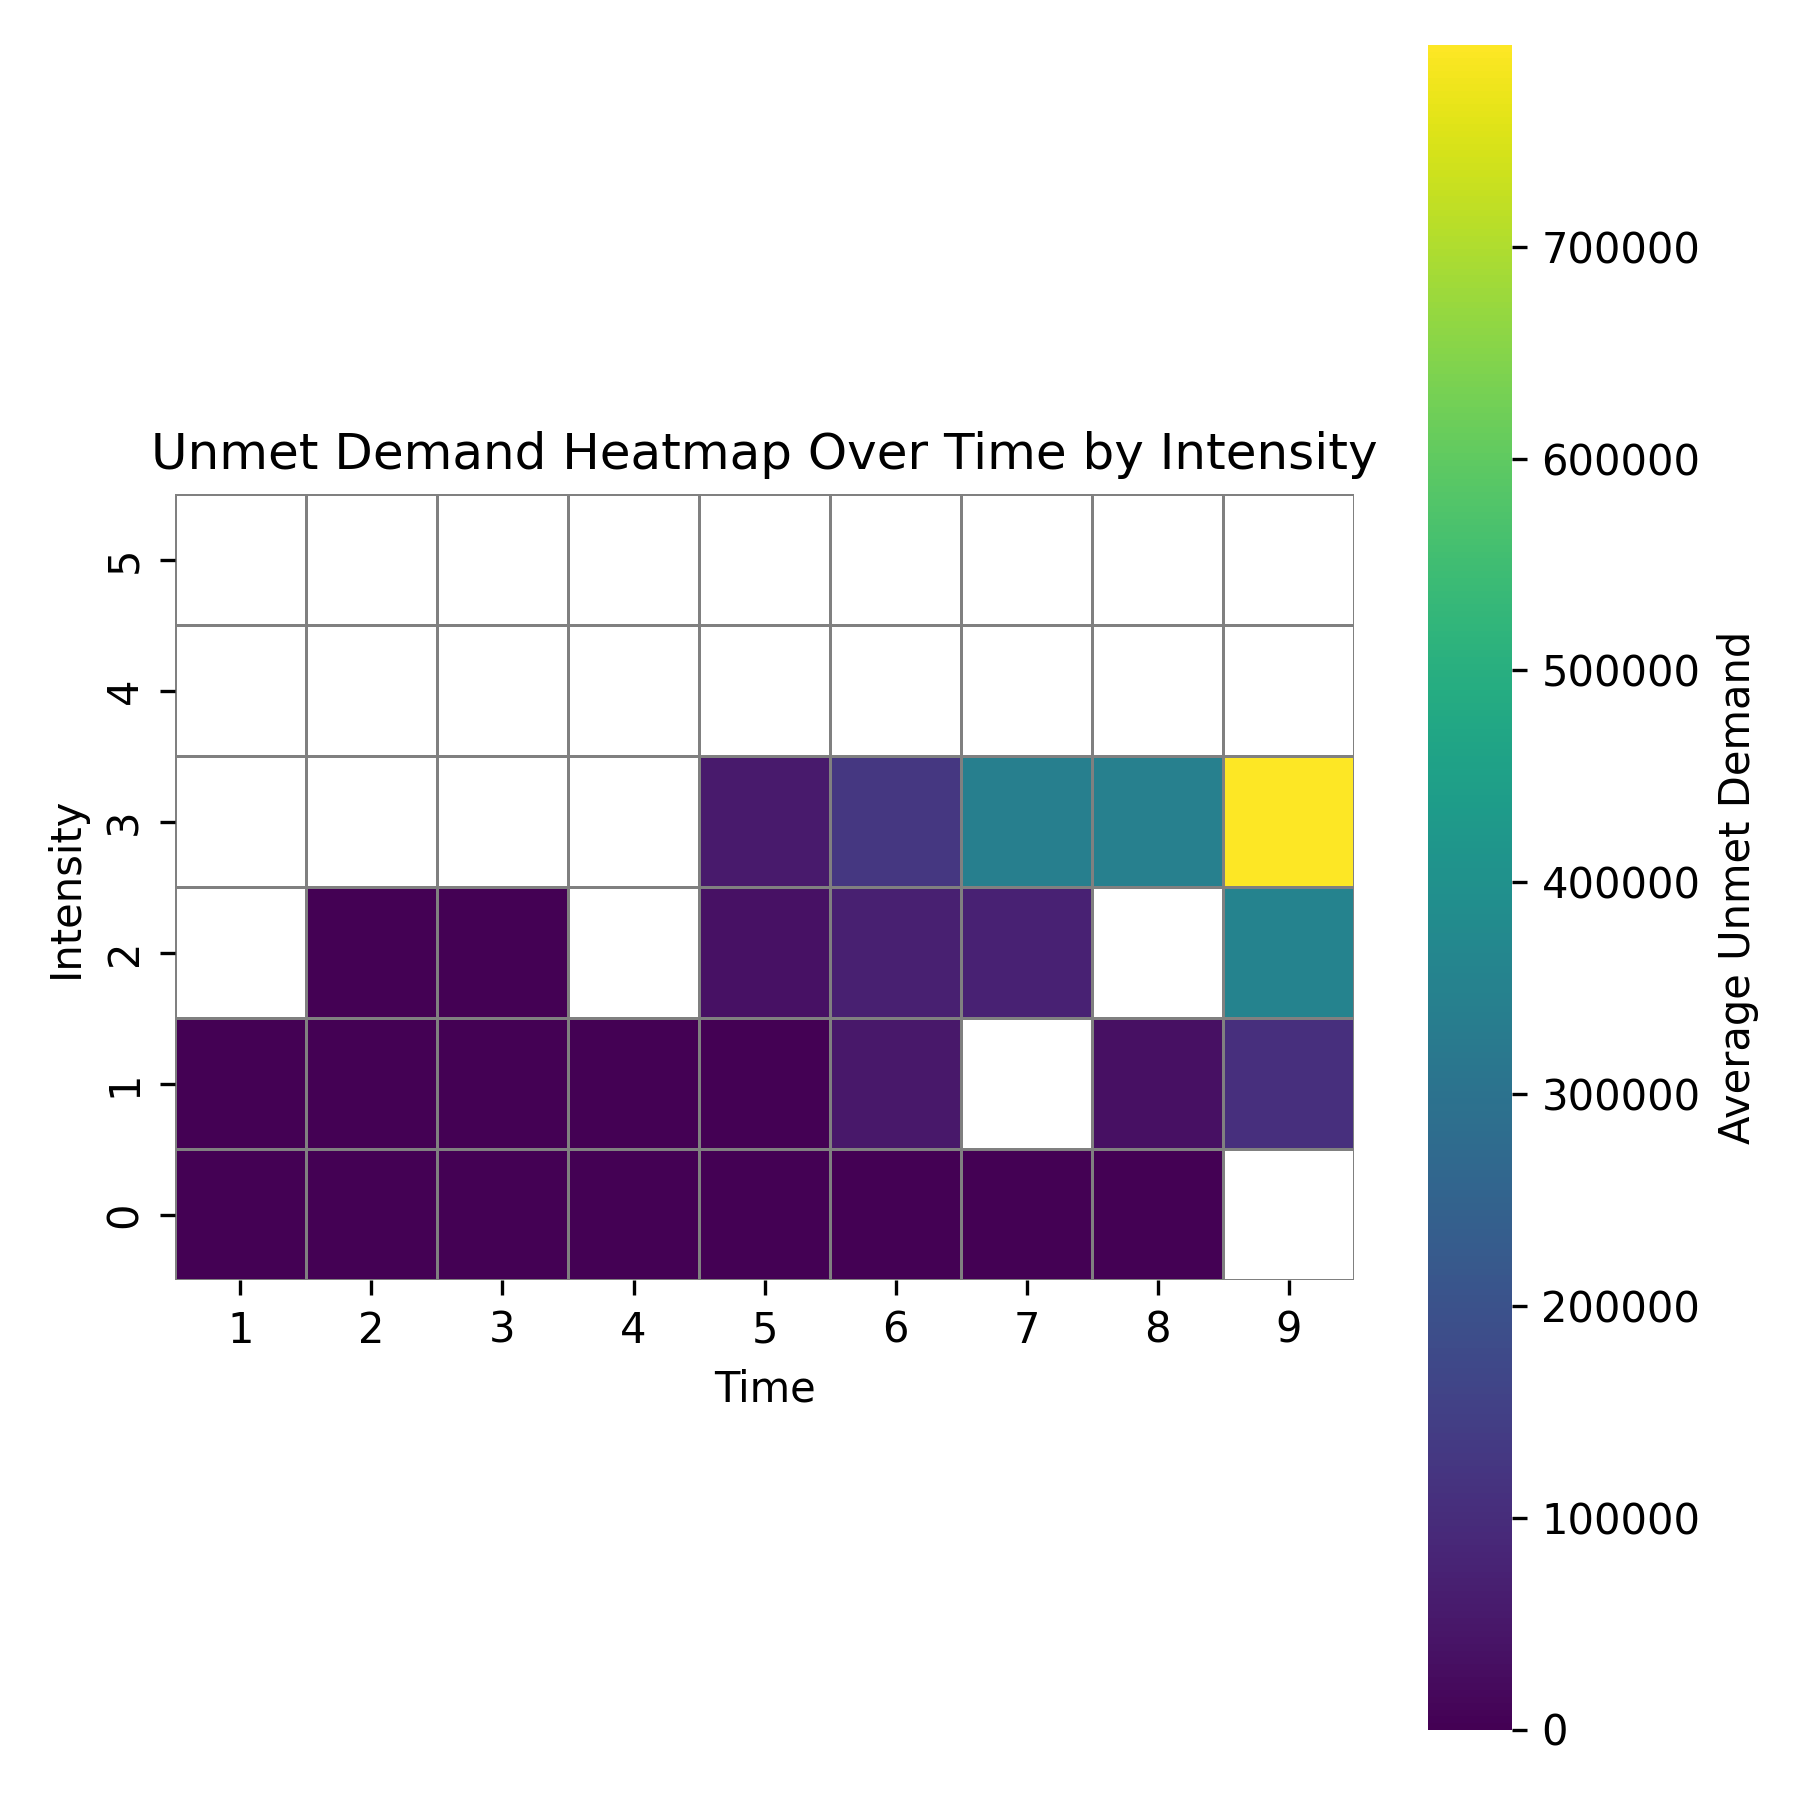 Unmet Demand Heatmap Over Time by Intensity
Intensity
5
4
3
2
1
0
1 2 3 4 5 6 7 8 9
Time
700000
600000
500000
400000
300000
200000
100000
0
Average Unmet Demand